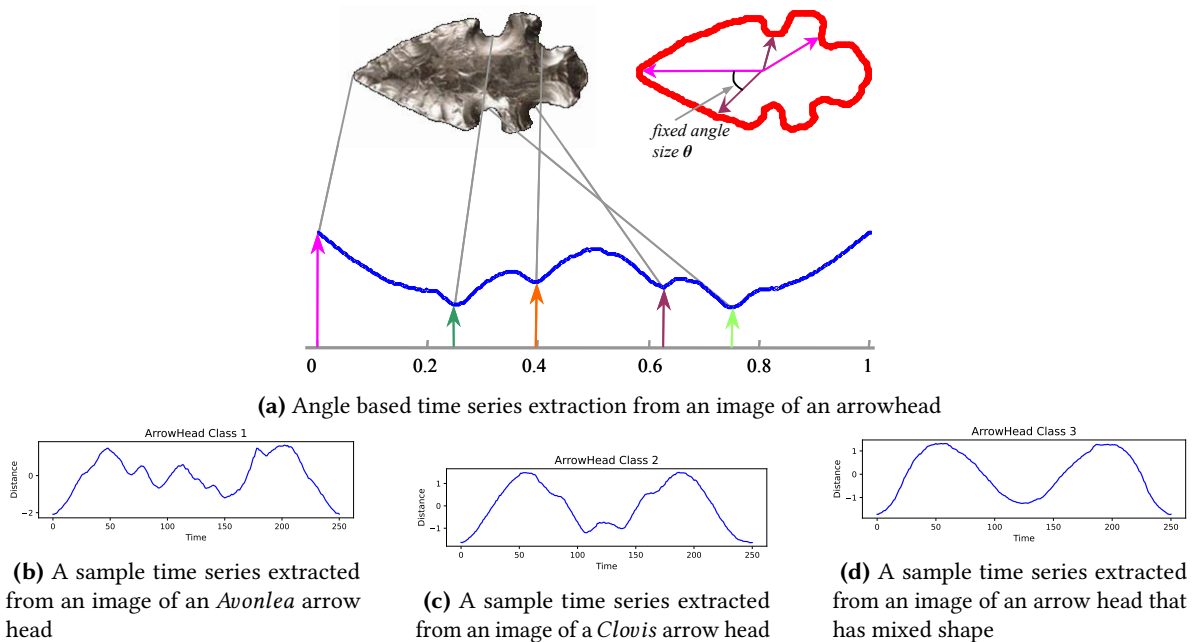 fixed angle
size θ
0 0.2 0.4 0.6 0.8 1
(a) Angle based time series extraction from an image of an arrowhead
ArrowHead Class 1
Distance
0
−2
0 50 100 150 200 250
Time
(b) A sample time series extracted
from an image of an Avonlea arrow
head
ArrowHead Class 2
Distance
1
0
−1
0 50 100 150 200 250
Time
(c) A sample time series extracted
from an image of a Clovis arrow head
ArrowHead Class 3
Distance
1
0
−1
0 50 100 150 200 250
Time
(d) A sample time series extracted
from an image of an arrow head that
has mixed shape